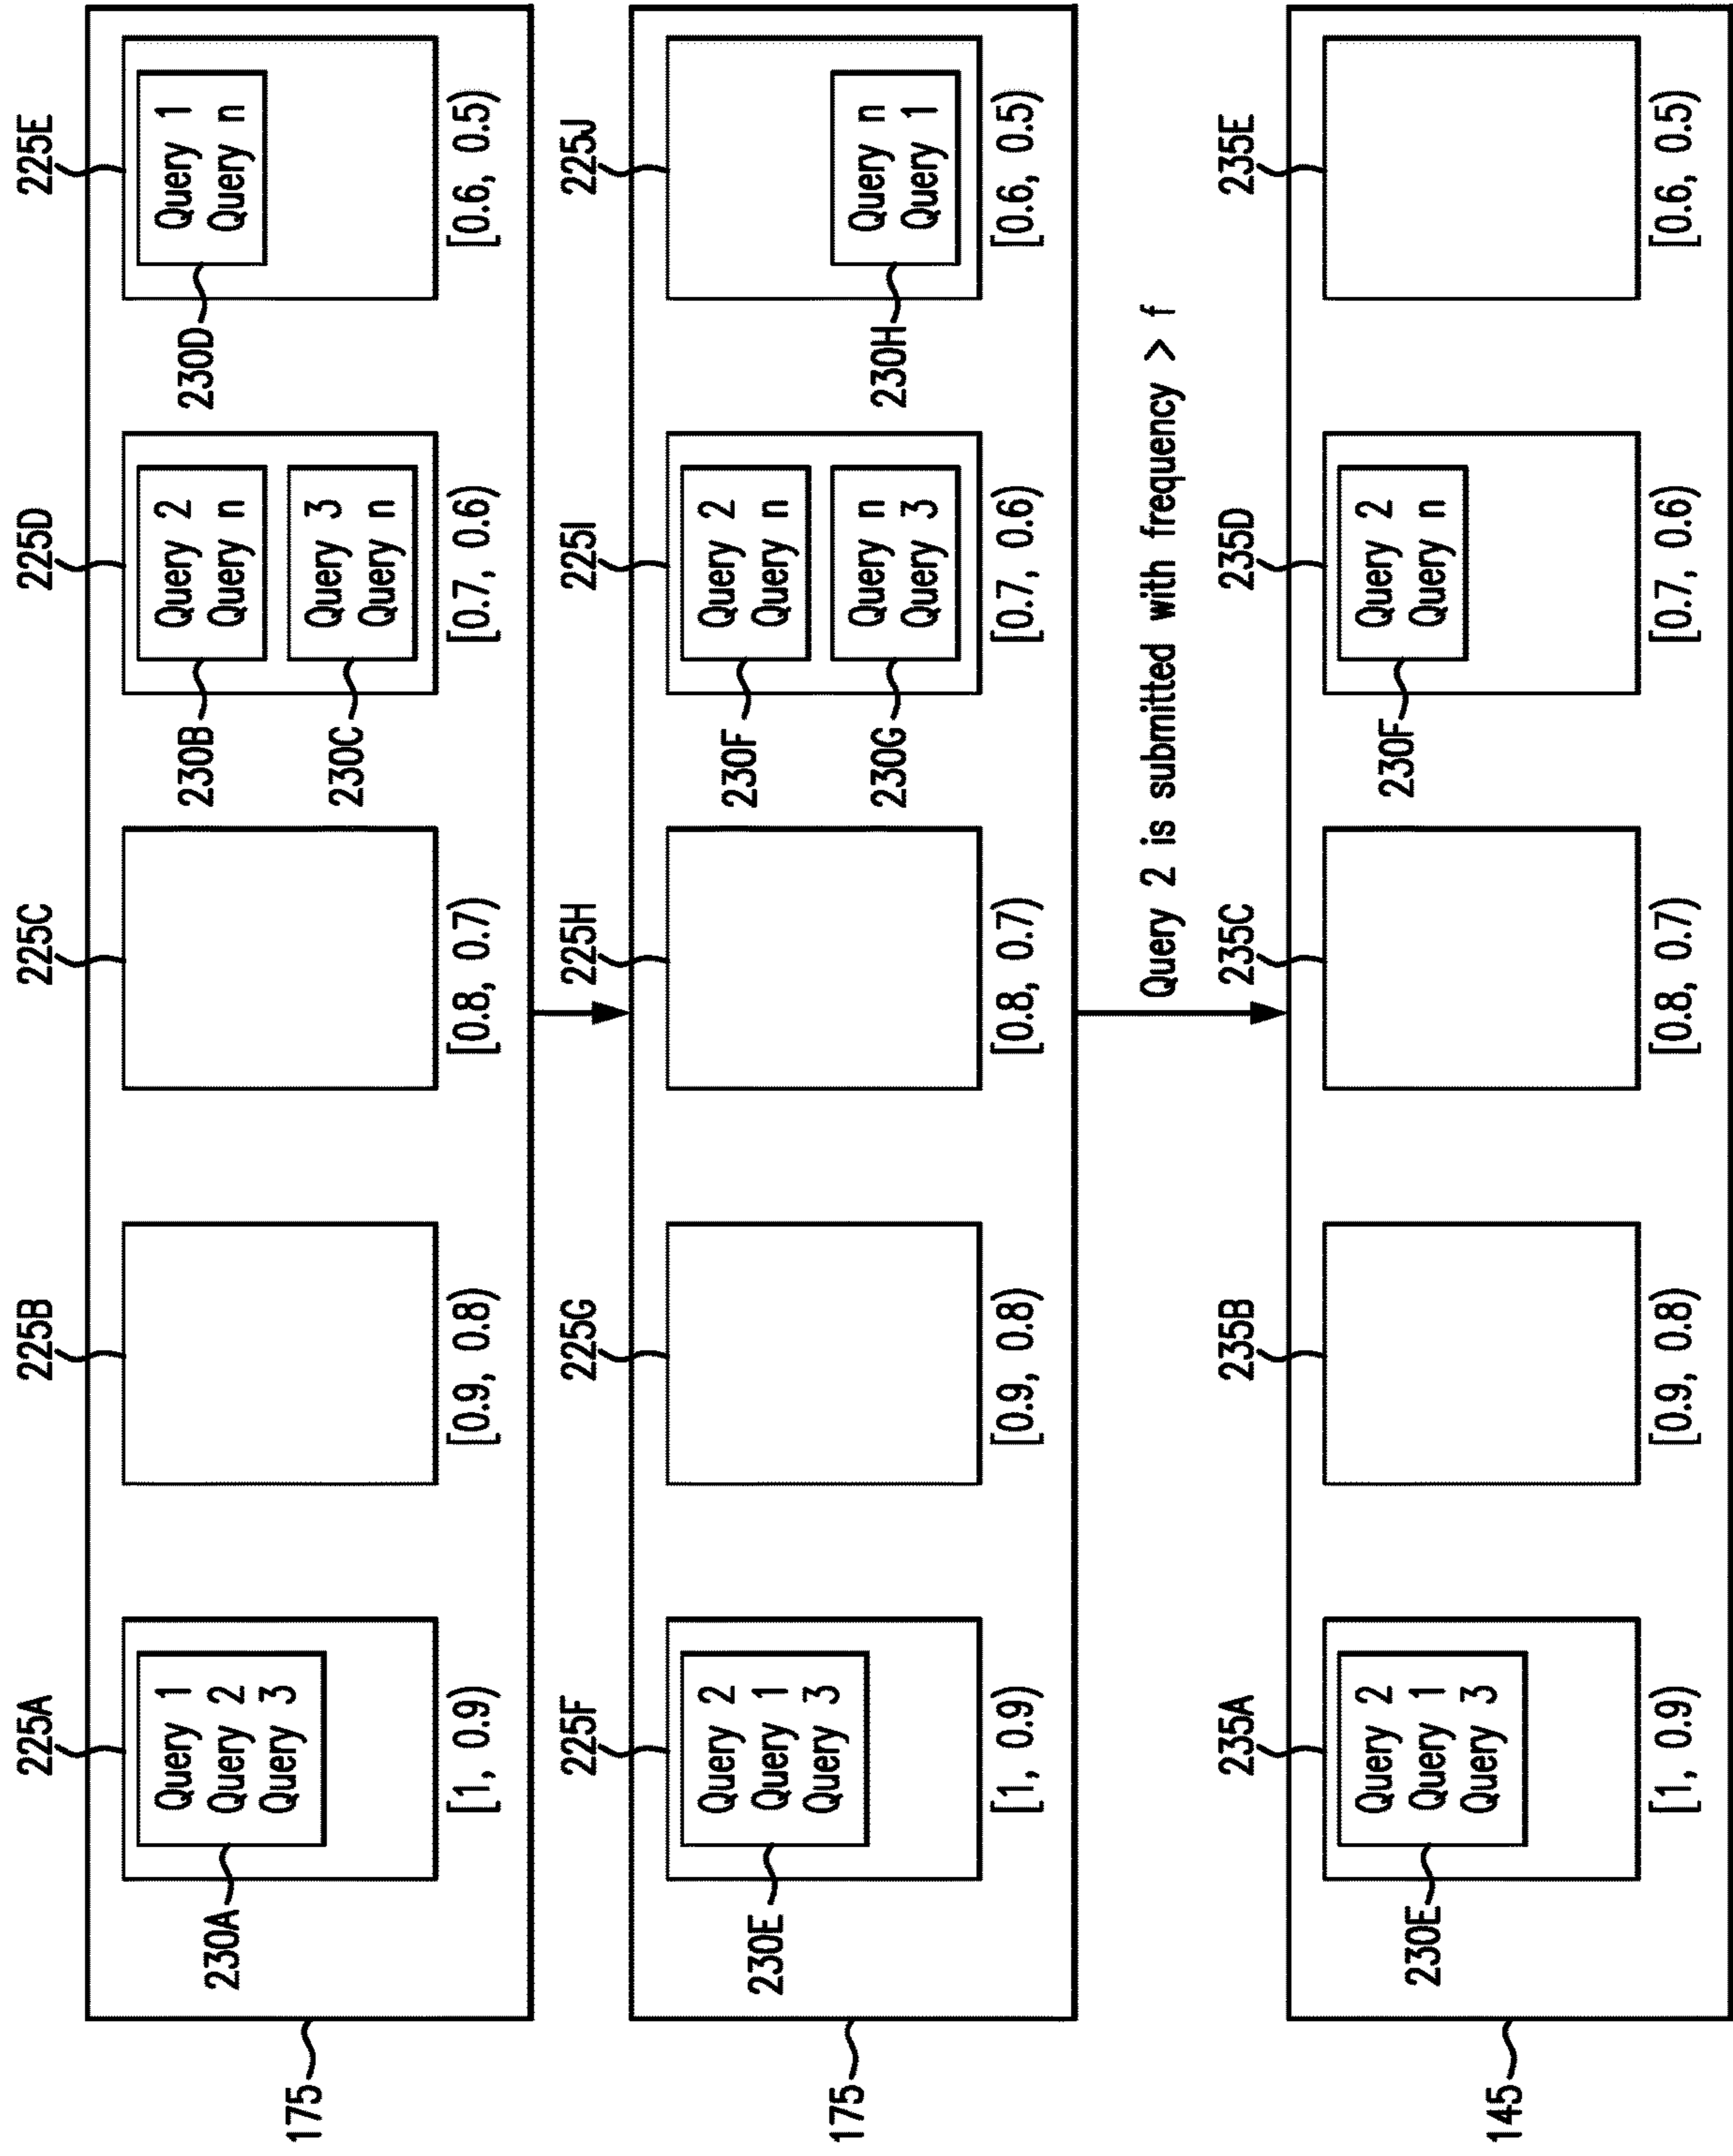 225A
225B
225C
225D
225E
Query 1
Query 2
Query 3
230A
Query 2
Query n
230B
Query 3
Query n
230C
Query 1
Query n
230D
[1, 0.9)
[0.9, 0.8)
[0.8, 0.7)
[0.7, 0.6)
[0.6, 0.5)
175
225F
225G
225H
225I
225J
Query 2
Query 1
Query 3
230E
Query 2
Query n
230F
Query n
Query 3
230G
Query n
Query 1
230H
[1, 0.9)
[0.9, 0.8)
[0.8, 0.7)
[0.7, 0.6)
[0.6, 0.5)
175
Query 2 is submitted with frequency > f
235A
235B
235C
235D
235E
Query 2
Query 1
Query 3
230E
Query 2
Query n
230F
[1, 0.9)
[0.9, 0.8)
[0.8, 0.7)
[0.7, 0.6)
[0.6, 0.5)
145